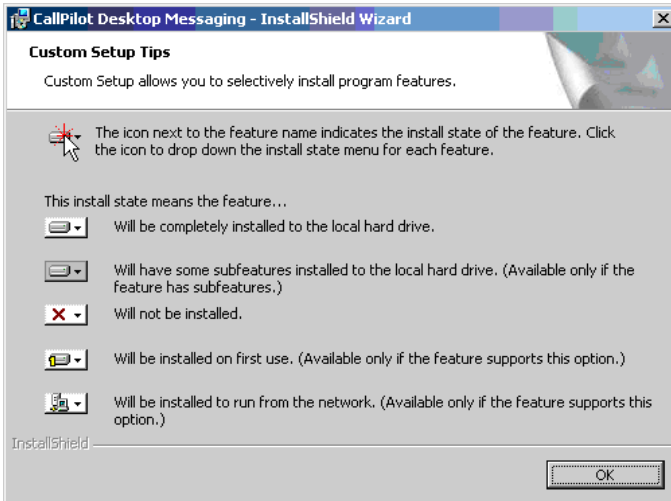 CallPilot Desktop Messaging - InstallShield Wizard
Custom Setup Tips
Custom Setup allows you to selectively install program features.
The icon next to the feature name indicates the install state of the feature. Click
the icon to drop down the install state menu for each feature.
This install state means the feature...
Will be completely installed to the local hard drive.
Will have some subfeatures installed to the local hard drive. (Available only if the
feature has subfeatures.)
Will not be installed.
Will be installed on first use. (Available only if the feature supports this option.)
Will be installed to run from the network. (Available only if the feature supports this
option.)
InstallShield
OK